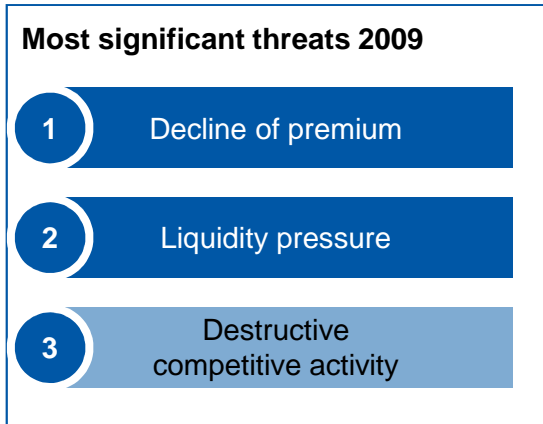 Most significant threats 2009
1 Decline of premium
2 Liquidity pressure
3 Destructive
competitive activity